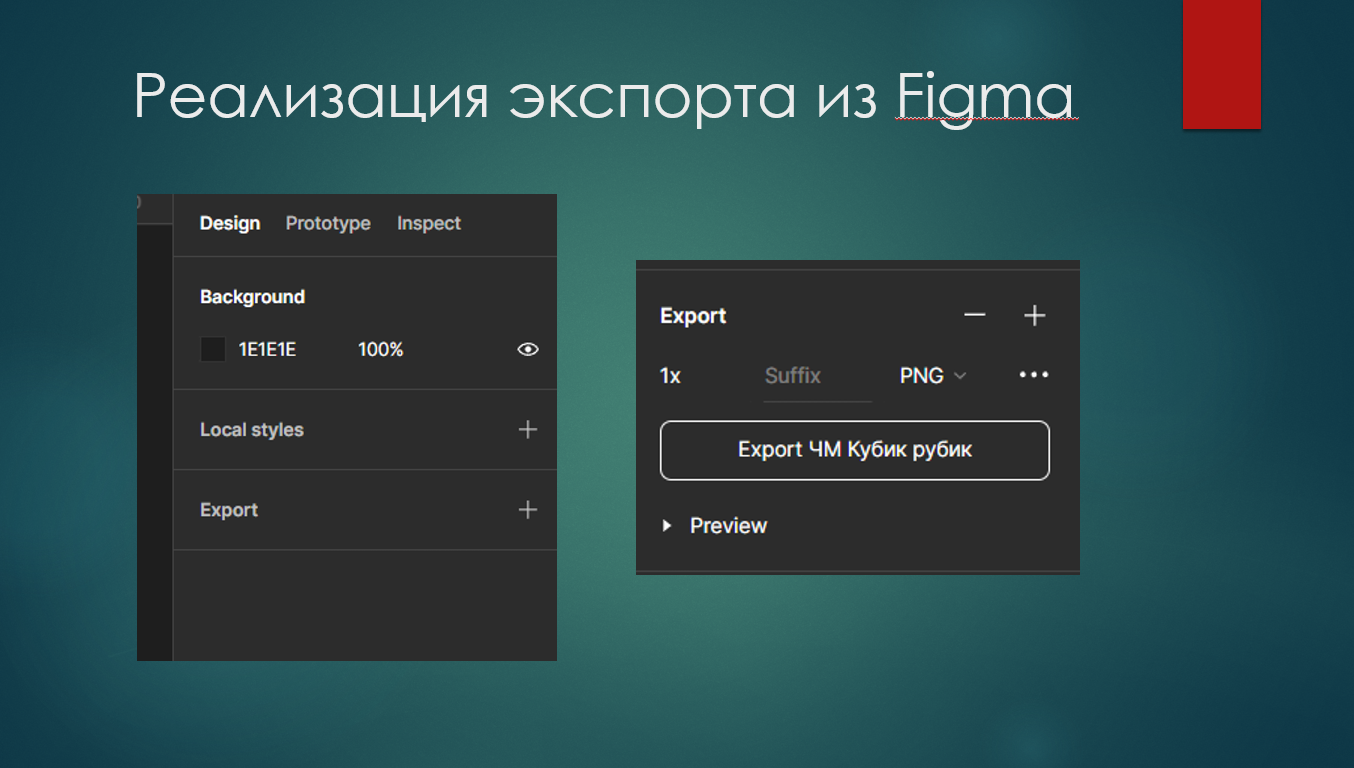 Реализация экспорта из Figma
Design Prototype Inspect
Background
1E1E1E 100%
Local styles
Export
Export
1x Suffix PNG
Export ЧМ Кубик рубик
Preview